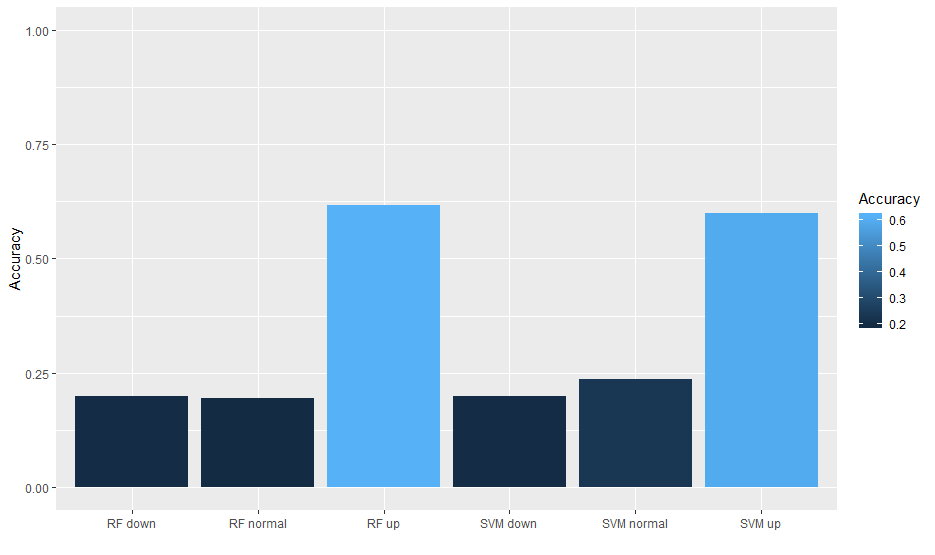 1.00
0.75
0.50
0.25
0.00
Accuracy
RF down
RF normal
RF up
SVM down
SVM normal
SVM up
Accuracy
0.6
0.5
0.4
0.3
0.2